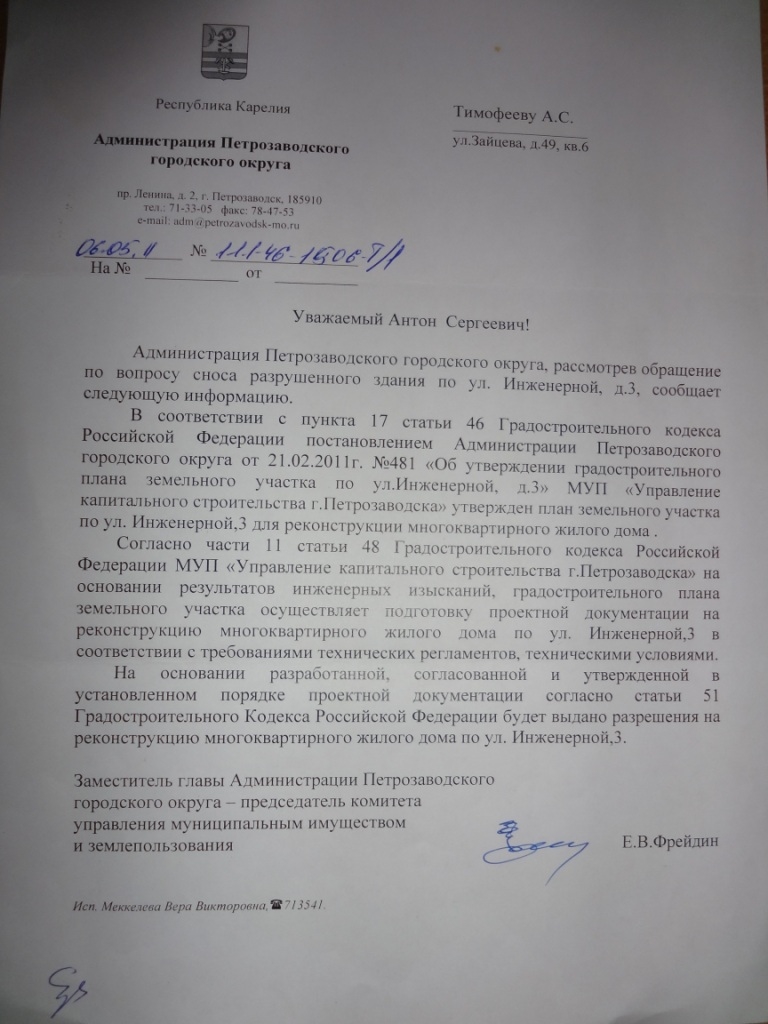 Республика Карелия
Администрация Петрозаводского
городского округа
пр. Ленина, д. 2, г. Петрозаводск, 185910
тел.: 71-33-05 факс: 78-47-53
e-mail: adm@petrozavodsk-mo.ru
06.05.11 №
На № от
Тимофееву А.С.
ул.Зайцева, д.49, кв.6
Уважаемый Антон Сергеевич!
Администрация Петрозаводского городского округа, рассмотрев обращение
по вопросу сноса разрушенного здания по ул. Инженерной, д.3, сообщает
следующую информацию.
В соответствии с пункта 17 статьи 46 Градостроительного кодекса
Российской Федерации постановлением Администрации Петрозаводского
городского округа от 21.02.2011г. №481 «Об утверждении градостроительного
плана земельного участка по ул.Инженерной, д.3» МУП «Управление
капитального строительства г.Петрозаводска» утвержден план земельного участка
по ул. Инженерной,3 для реконструкции многоквартирного жилого дома .
Согласно части 11 статьи 48 Градостроительного кодекса Российской
Федерации МУП «Управление капитального строительства г.Петрозаводска» на
основании результатов инженерных изысканий, градостроительного плана
земельного участка осуществляет подготовку проектной документации на
реконструкцию многоквартирного жилого дома по ул. Инженерной,3 в
соответствии с требованиями технических регламентов, техническими условиями.
На основании разработанной, согласованной и утвержденной в
установленном порядке проектной документации согласно статьи 51
Градостроительного Кодекса Российской Федерации будет выдано разрешения на
реконструкцию многоквартирного жилого дома по ул. Инженерной,3.
Заместитель главы Администрации Петрозаводского
городского округа – председатель комитета
управления муниципальным имуществом
и землепользования
Е.В.Фрейдин
Исп. Меккелева Вера Викторовна,☎713541.